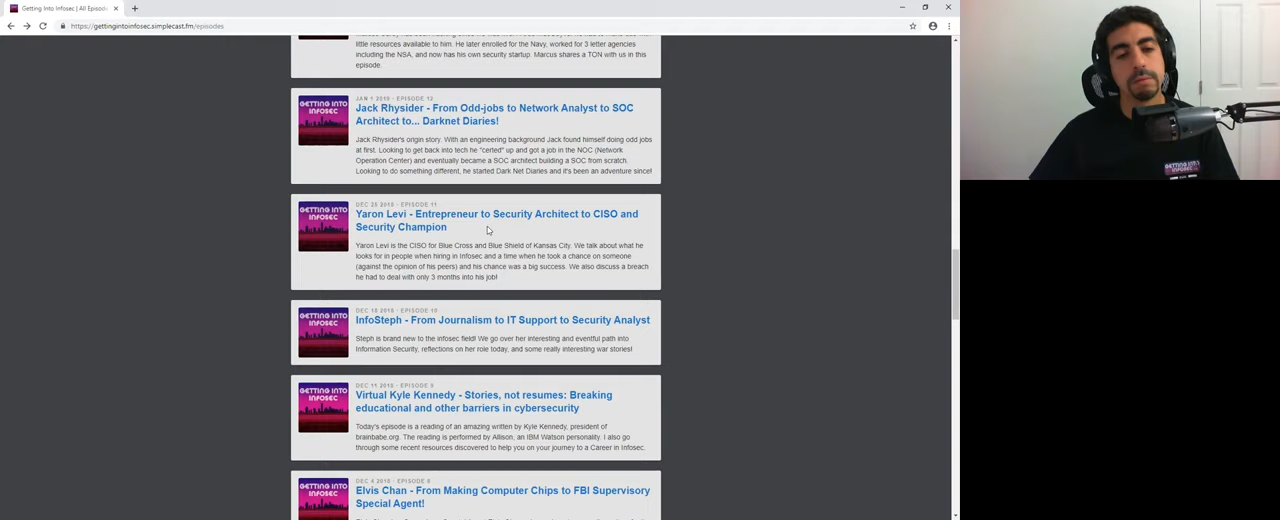 Getting Into Infosec | All Episod
https://gettingintoinfosec.simplecast.fm/episodes
little resources available to him. He later enrolled for the Navy, worked for 3 letter agencies
including the NSA, and now has his own security startup. Marcus shares a TON with us in this
episode.
GETTING INTO
INFOSEC
JAN 1 2019 · EPISODE 12
Jack Rhysider - From Odd-jobs to Network Analyst to SOC
Architect to... Darknet Diaries!
Jack Rhysider's origin story. With an engineering background Jack found himself doing odd jobs
at first. Looking to get back into tech he "certed" up and got a job in the NOC (Network
Operation Center) and eventually became a SOC architect building a SOC from scratch.
Looking to do something different, he started Dark Net Diaries and it's been an adventure since!
GETTING INTO
INFOSEC
DEC 25 2018 · EPISODE 11
Yaron Levi - Entrepreneur to Security Architect to CISO and
Security Champion
Yaron Levi is the CISO for Blue Cross and Blue Shield of Kansas City. We talk about what he
looks for in people when hiring in Infosec and a time when he took a chance on someone
(against the opinion of his peers) and his chance was a big success. We also discuss a breach
he had to deal with only 3 months into his job!
GETTING INTO
INFOSEC
DEC 18 2018 · EPISODE 10
InfoSteph - From Journalism to IT Support to Security Analyst
Steph is brand new to the infosec field! We go over her interesting and eventful path into
Information Security, reflections on her role today, and some really interesting war stories!
GETTING INTO
INFOSEC
DEC 11 2018 · EPISODE 9
Virtual Kyle Kennedy - Stories, not resumes: Breaking
educational and other barriers in cybersecurity
Today's episode is a reading of an amazing written by Kyle Kennedy, president of
brainbabe.org. The reading is performed by Allison, an IBM Watson personality. I also go
through some recent resources discovered to help you on your journey to a Career in Infosec.
GETTING INTO
INFOSEC
DEC 4 2018 · EPISODE 8
Elvis Chan - From Making Computer Chips to FBI Supervisory
Special Agent!